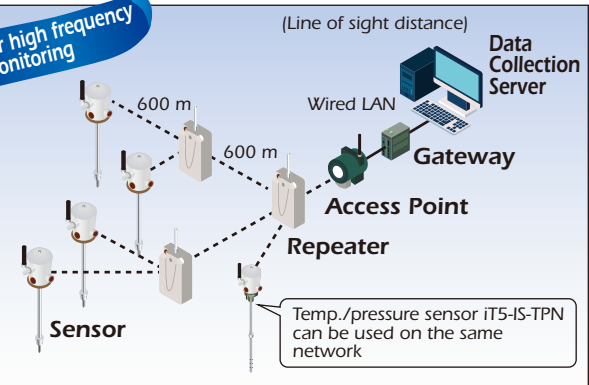 r high frequency
onitoring
(Line of sight distance)
Data
Collection
Server
600 m
Wired LAN
600 m
Gateway
Access Point
Repeater
Sensor
Temp./pressure sensor iT5-IS-TPN
can be used on the same
network